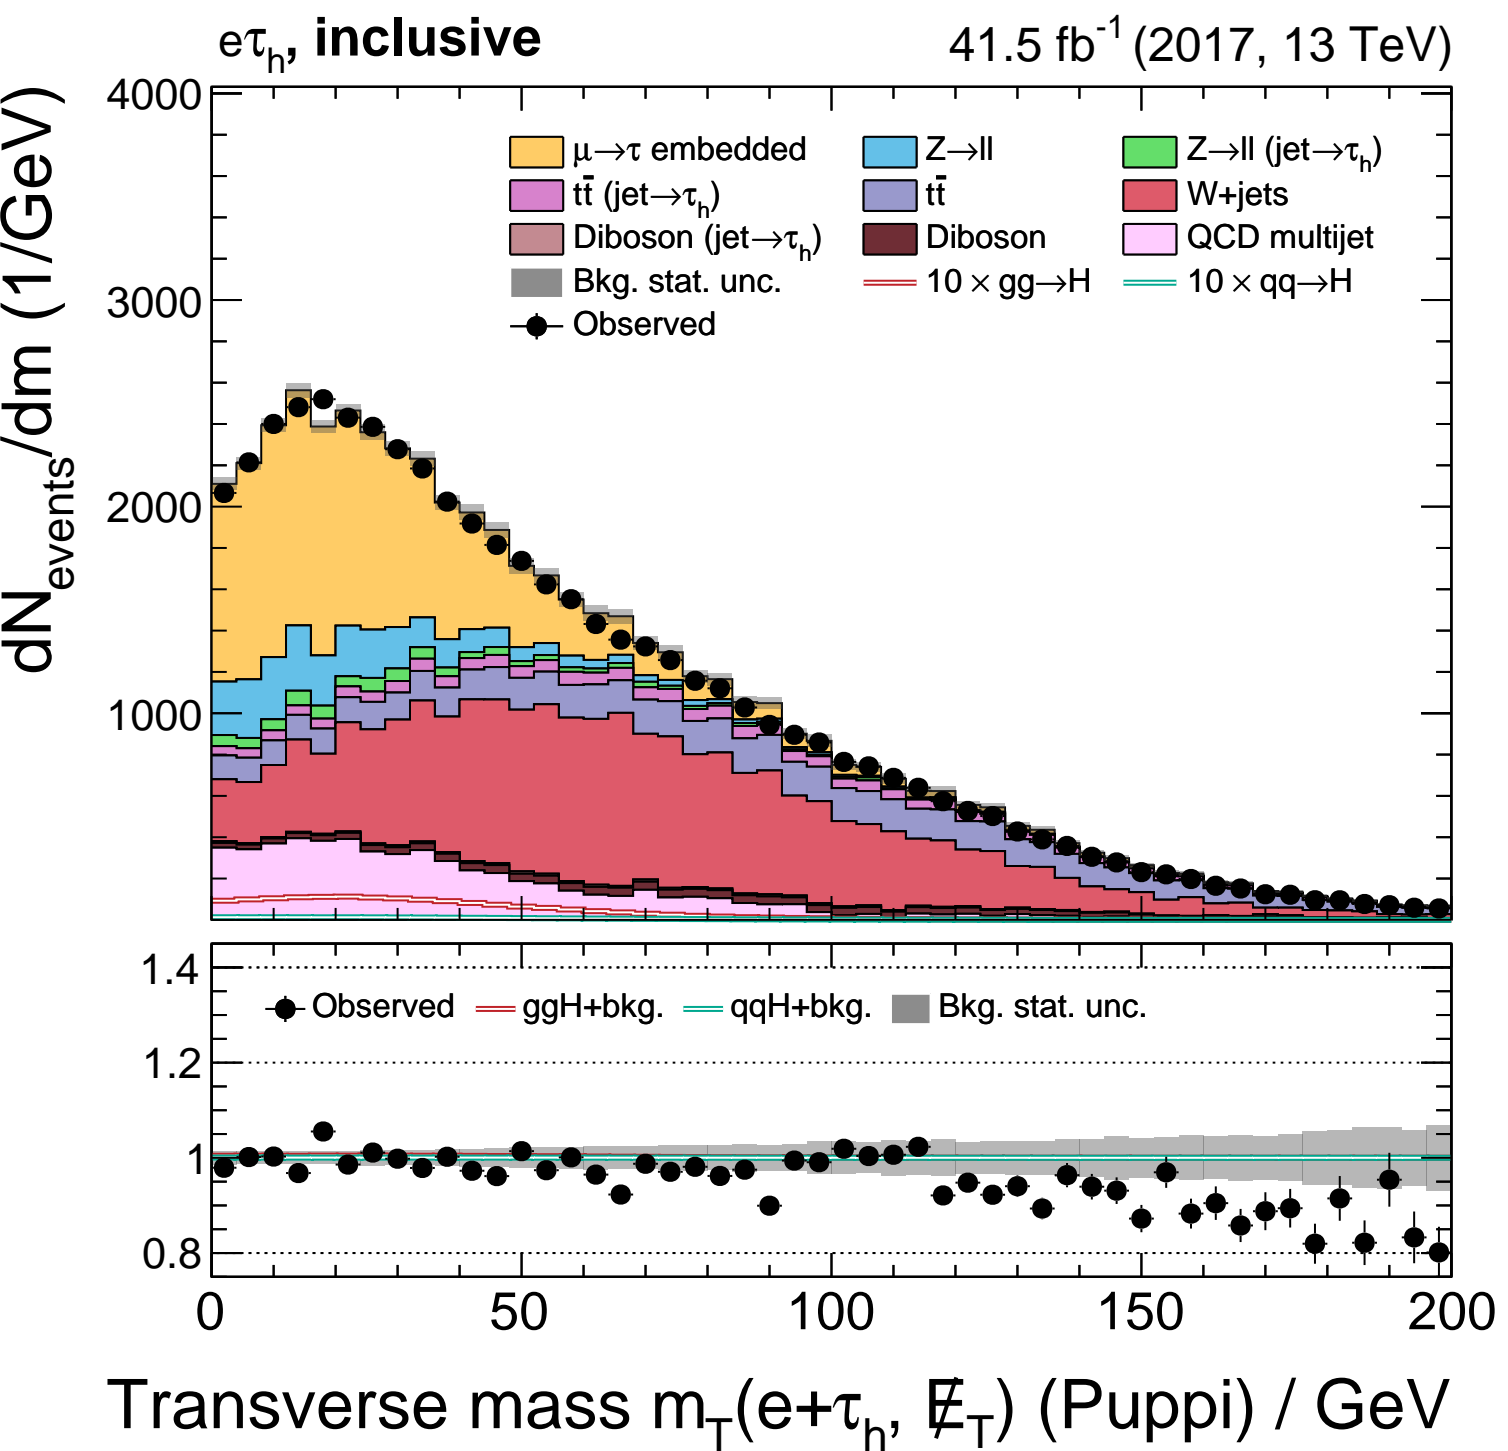 eτh, inclusive 41.5 fb-1 (2017, 13 TeV)
dNevents/dm (1/GeV)
4000
3000
2000
1000
μ→τ embedded Z→ll Z→ll (jet→τh)
tt̄ (jet→τh) tt̄ W+jets
Diboson (jet→τh) Diboson QCD multijet
Bkg. stat. unc. 10 × gg→H 10 × qq→H
Observed
1.4
1.2
1
0.8
Observed ggH+bkg. qqH+bkg. Bkg. stat. unc.
0 50 100 150 200
Transverse mass mT(e+τh, E̸T) (Puppi) / GeV